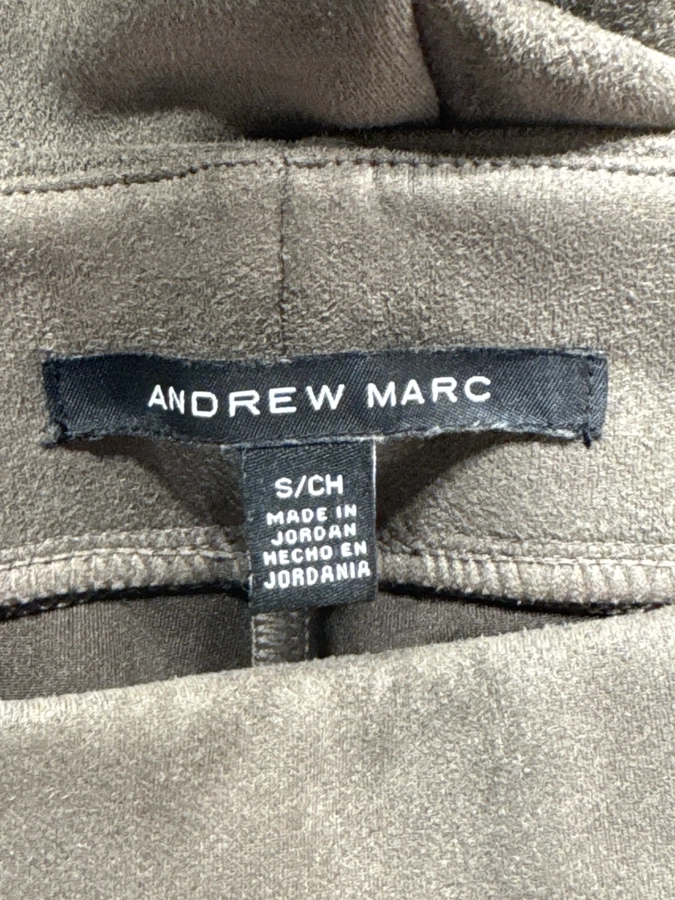 ANDREW MARC
S/CH
MADE IN
JORDAN
HECHO EN
JORDANIA